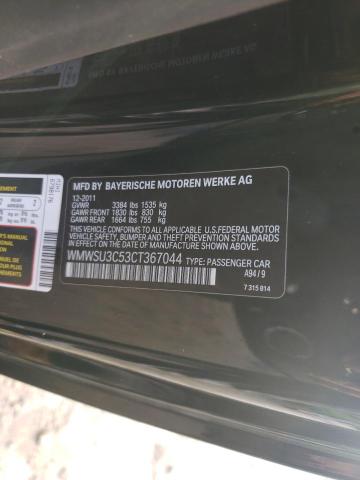 MFD BY BAYERISCHE MOTOREN WERKE AG
12-2011
GVWR 3384 lbs 1535 kg
GAWR FRONT 1830 lbs 830 kg
GAWR REAR 1664 lbs 755 kg
THIS VEHICLE CONFORMS TO ALL APPLICABLE
U.S. FEDERAL MOTOR
VEHICLE SAFETY, BUMPER, AND THEFT PREVENTION STANDARDS
IN EFFECT ON THE DATE OF MANUFACTURE SHOWN ABOVE.
WMWSU3C53CT367044 TYPE: PASSENGER CAR
A94 / 9
7 315 814